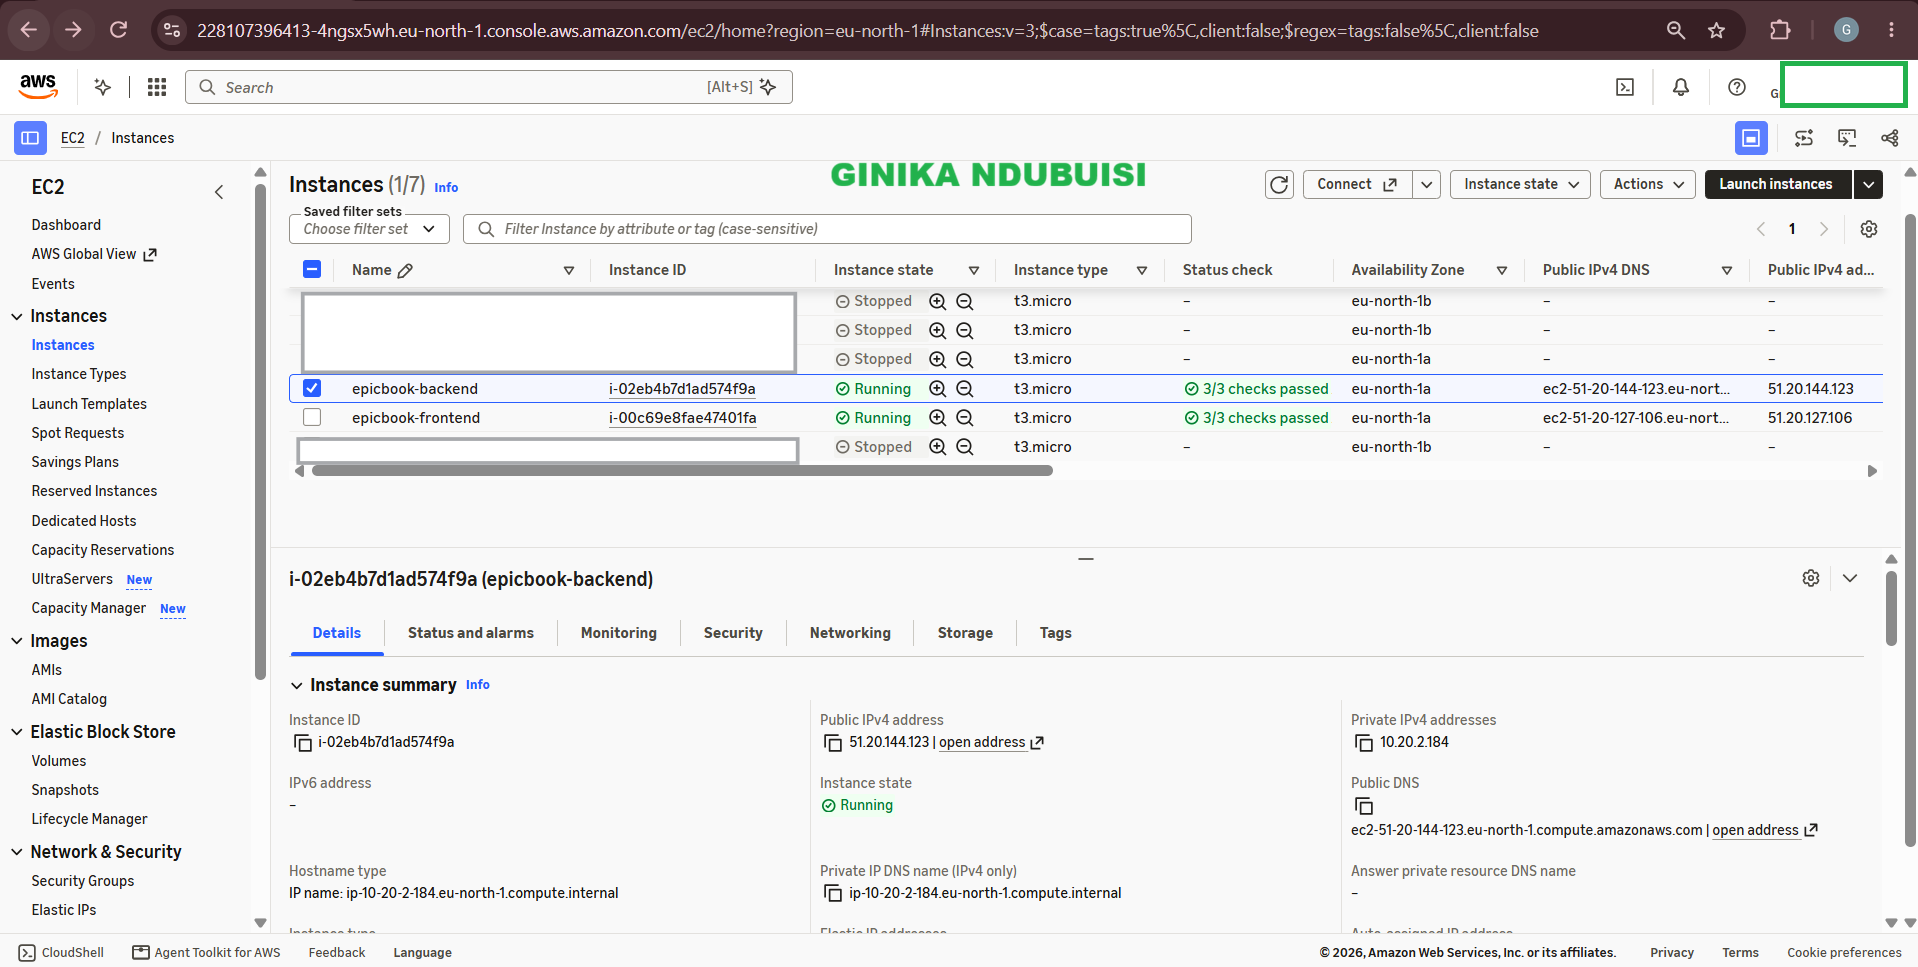 228107396413-4ngsx5wh.eu-north-1.console.aws.amazon.com/ec2/home?region=eu-north-1#Instances:v=3;$case=tags:true%5C,client:false;$regex=tags:false%5C,client:false
G
aws
Search
[Alt+S]
G
EC2 / Instances
EC2
Dashboard
AWS Global View
Events
Instances
Instances
Instance Types
Launch Templates
Spot Requests
Savings Plans
Reserved Instances
Dedicated Hosts
Capacity Reservations
UltraServers New
Capacity Manager New
Images
AMIs
AMI Catalog
Elastic Block Store
Volumes
Snapshots
Lifecycle Manager
Network & Security
Security Groups
Elastic IPs
Instances (1/7) Info
GINIKA NDUBUISI
Connect
Instance state
Actions
Launch instances
Saved filter sets
Choose filter set
Filter Instance by attribute or tag (case-sensitive)
1
Name Instance ID Instance state Instance type Status check Availability Zone Public IPv4 DNS Public IPv4 ad...
Stopped t3.micro – eu-north-1b – –
Stopped t3.micro – eu-north-1b – –
Stopped t3.micro – eu-north-1a – –
epicbook-backend i-02eb4b7d1ad574f9a Running t3.micro 3/3 checks passed eu-north-1a ec2-51-20-144-123.eu-nort... 51.20.144.123
epicbook-frontend i-00c69e8fae47401fa Running t3.micro 3/3 checks passed eu-north-1a ec2-51-20-127-106.eu-nort... 51.20.127.106
Stopped t3.micro – eu-north-1b – –
i-02eb4b7d1ad574f9a (epicbook-backend)
Details Status and alarms Monitoring Security Networking Storage Tags
Instance summary Info
Instance ID
i-02eb4b7d1ad574f9a
Public IPv4 address
51.20.144.123 | open address
Private IPv4 addresses
10.20.2.184
IPv6 address
–
Instance state
Running
Public DNS
ec2-51-20-144-123.eu-north-1.compute.amazonaws.com | open address
Hostname type
IP name: ip-10-20-2-184.eu-north-1.compute.internal
Private IP DNS name (IPv4 only)
ip-10-20-2-184.eu-north-1.compute.internal
Answer private resource DNS name
–
Instance type
Elastic IP addresses
Auto-assigned IP address
CloudShell
Agent Toolkit for AWS
Feedback
Language
© 2026, Amazon Web Services, Inc. or its affiliates.
Privacy
Terms
Cookie preferences